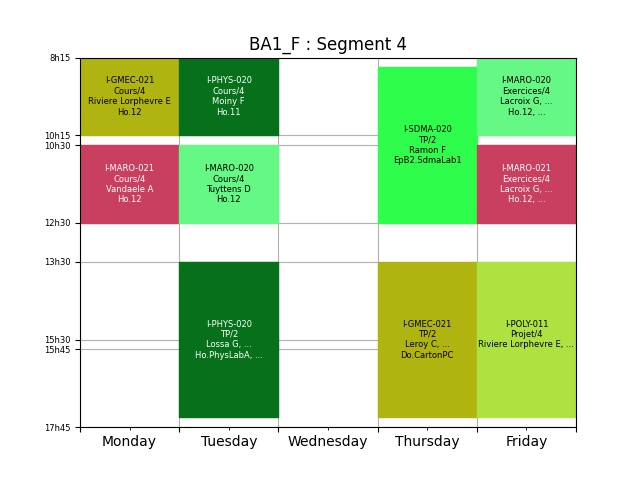 BA1_F : Segment 4
8h15
10h15
10h30
12h30
13h30
15h30
15h45
17h45
I-GMEC-021
Cours/4
Riviere Lorphevre E
Ho.12
I-MARO-021
Cours/4
Vandaele A
Ho.12
I-PHYS-020
Cours/4
Moiny F
Ho.11
I-MARO-020
Cours/4
Tuyttens D
Ho.12
I-PHYS-020
TP/2
Lossa G, ...
Ho.PhysLabA, ...
I-SDMA-020
TP/2
Ramon F
EpB2.SdmaLab1
I-GMEC-021
TP/2
Leroy C, ...
Do.CartonPC
I-MARO-020
Exercices/4
Lacroix G, ...
Ho.12, ...
I-MARO-021
Exercices/4
Lacroix G, ...
Ho.12, ...
I-POLY-011
Projet/4
Riviere Lorphevre E, ...
Monday
Tuesday
Wednesday
Thursday
Friday